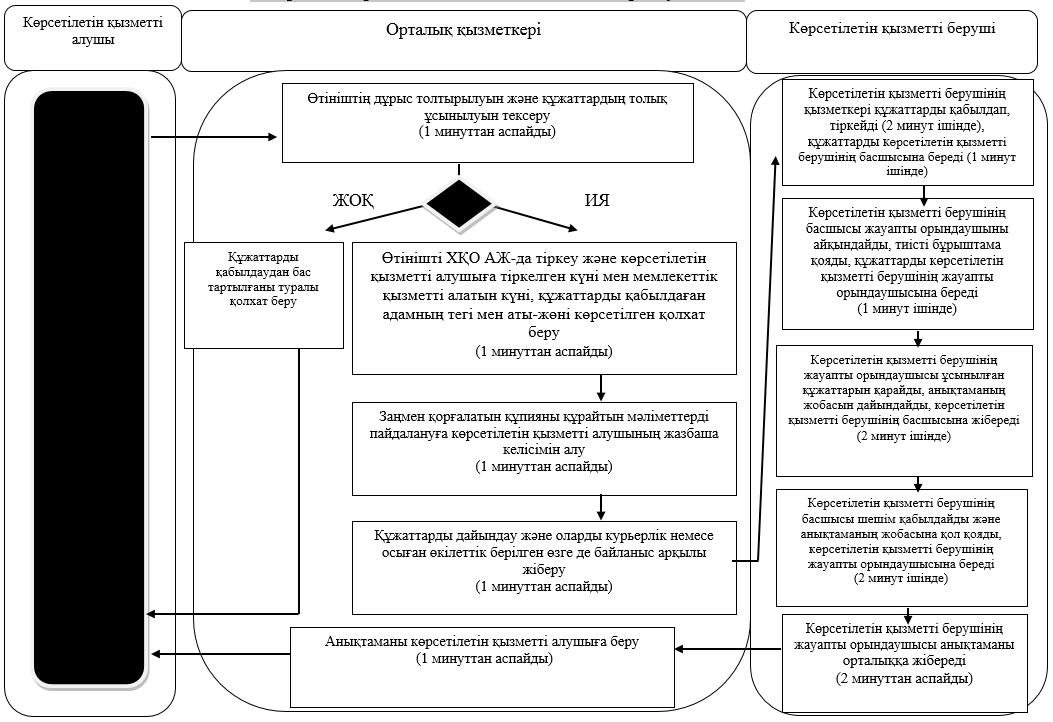 Көрсетілетін қызметті
алушы
Орталық қызметкері
Көрсетілетін қызметті беруші
Өтініштің дұрыс толтырылуын және құжаттардың толық
ұсынылуын тексеру
(1 минуттан аспайды)
ЖОҚ
ИЯ
Құжаттарды
қабылдаудан бас
тартылғаны туралы
қолхат беру
Өтінішті ХҚО АЖ-да тіркеу және көрсетілетін
қызметті алушыға тіркелген күні мен мемлекеттік
қызметті алатын күні, құжаттарды қабылдаған
адамның тегі мен аты-жөні көрсетілген қолхат
беру
(1 минуттан аспайды)
Заңмен қорғалатын құпияны құрайтын мәліметтерді
пайдалануға көрсетілетін қызметті алушының жазбаша
келісімін алу
(1 минуттан аспайды)
Құжаттарды дайындау және оларды курьерлік немесе
осыған өкілеттік берілген өзге де байланыс арқылы
жіберу
(1 минуттан аспайды)
Анықтаманы көрсетілетін қызметті алушыға беру
(1 минуттан аспайды)
Көрсетілетін қызметті берушінің
қызметкері құжаттарды қабылдап,
тіркейді (2 минут ішінде),
құжаттарды көрсетілетін қызметті
берушінің басшысына береді (1 минут
ішінде)
Көрсетілетін қызметті берушінің
басшысы жауапты орындаушыны
айқындайды, тиісті бұрыштама
қояды, құжаттарды көрсетілетін
қызметті берушінің жауапты
орындаушысына береді
(1 минут ішінде)
Көрсетілетін қызметті берушінің
жауапты орындаушысы ұсынылған
құжаттарын қарайды, анықтаманың
жобасын дайындайды, көрсетілетін
қызметті берушінің басшысына жібереді
(2 минут ішінде)
Көрсетілетін қызметті берушінің
басшысы шешім қабылдайды және
анықтаманың жобасына қол қояды,
көрсетілетін қызметті берушінің
жауапты орындаушысына береді
(2 минут ішінде)
Көрсетілетін қызметті берушінің
жауапты орындаушысы анықтаманы
орталыққа жібереді
(2 минуттан аспайды)